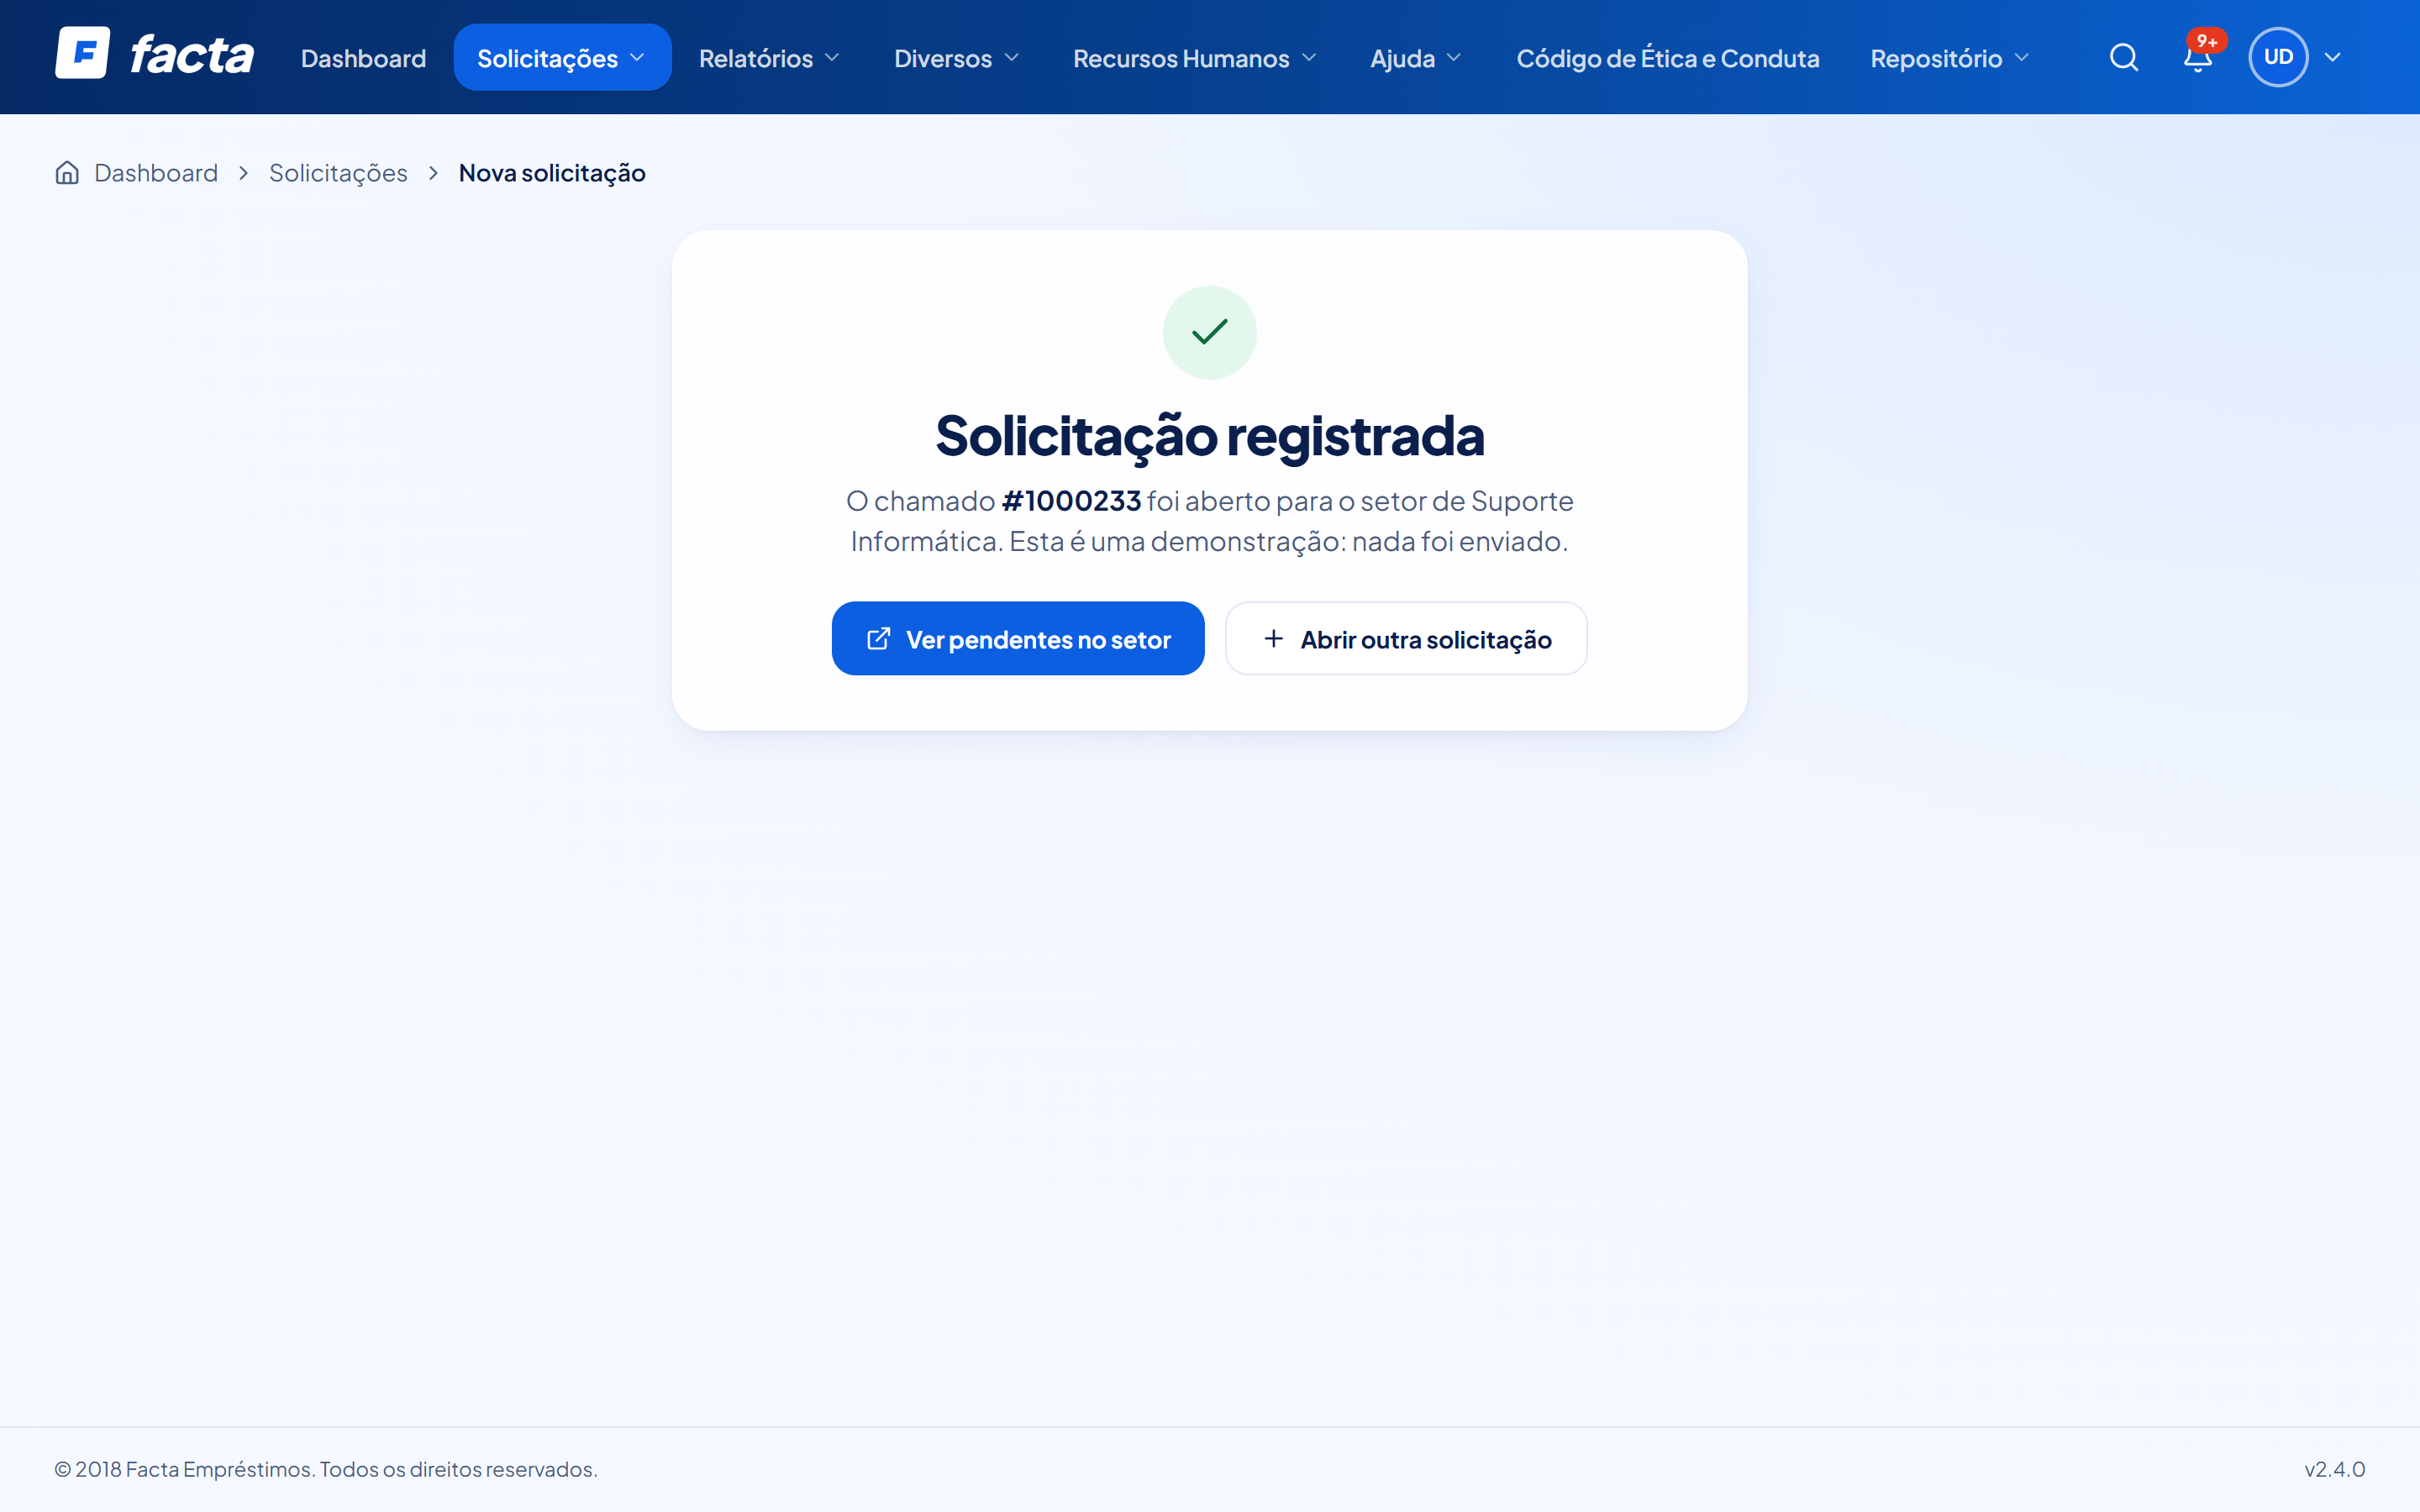 F facta Dashboard Solicitações Relatórios Diversos Recursos Humanos Ajuda Código de Ética e Conduta Repositório 9+ UD
Dashboard > Solicitações > Nova solicitação
Solicitação registrada
O chamado #1000233 foi aberto para o setor de Suporte
Informática. Esta é uma demonstração: nada foi enviado.
Ver pendentes no setor + Abrir outra solicitação
© 2018 Facta Empréstimos. Todos os direitos reservados. v2.4.0